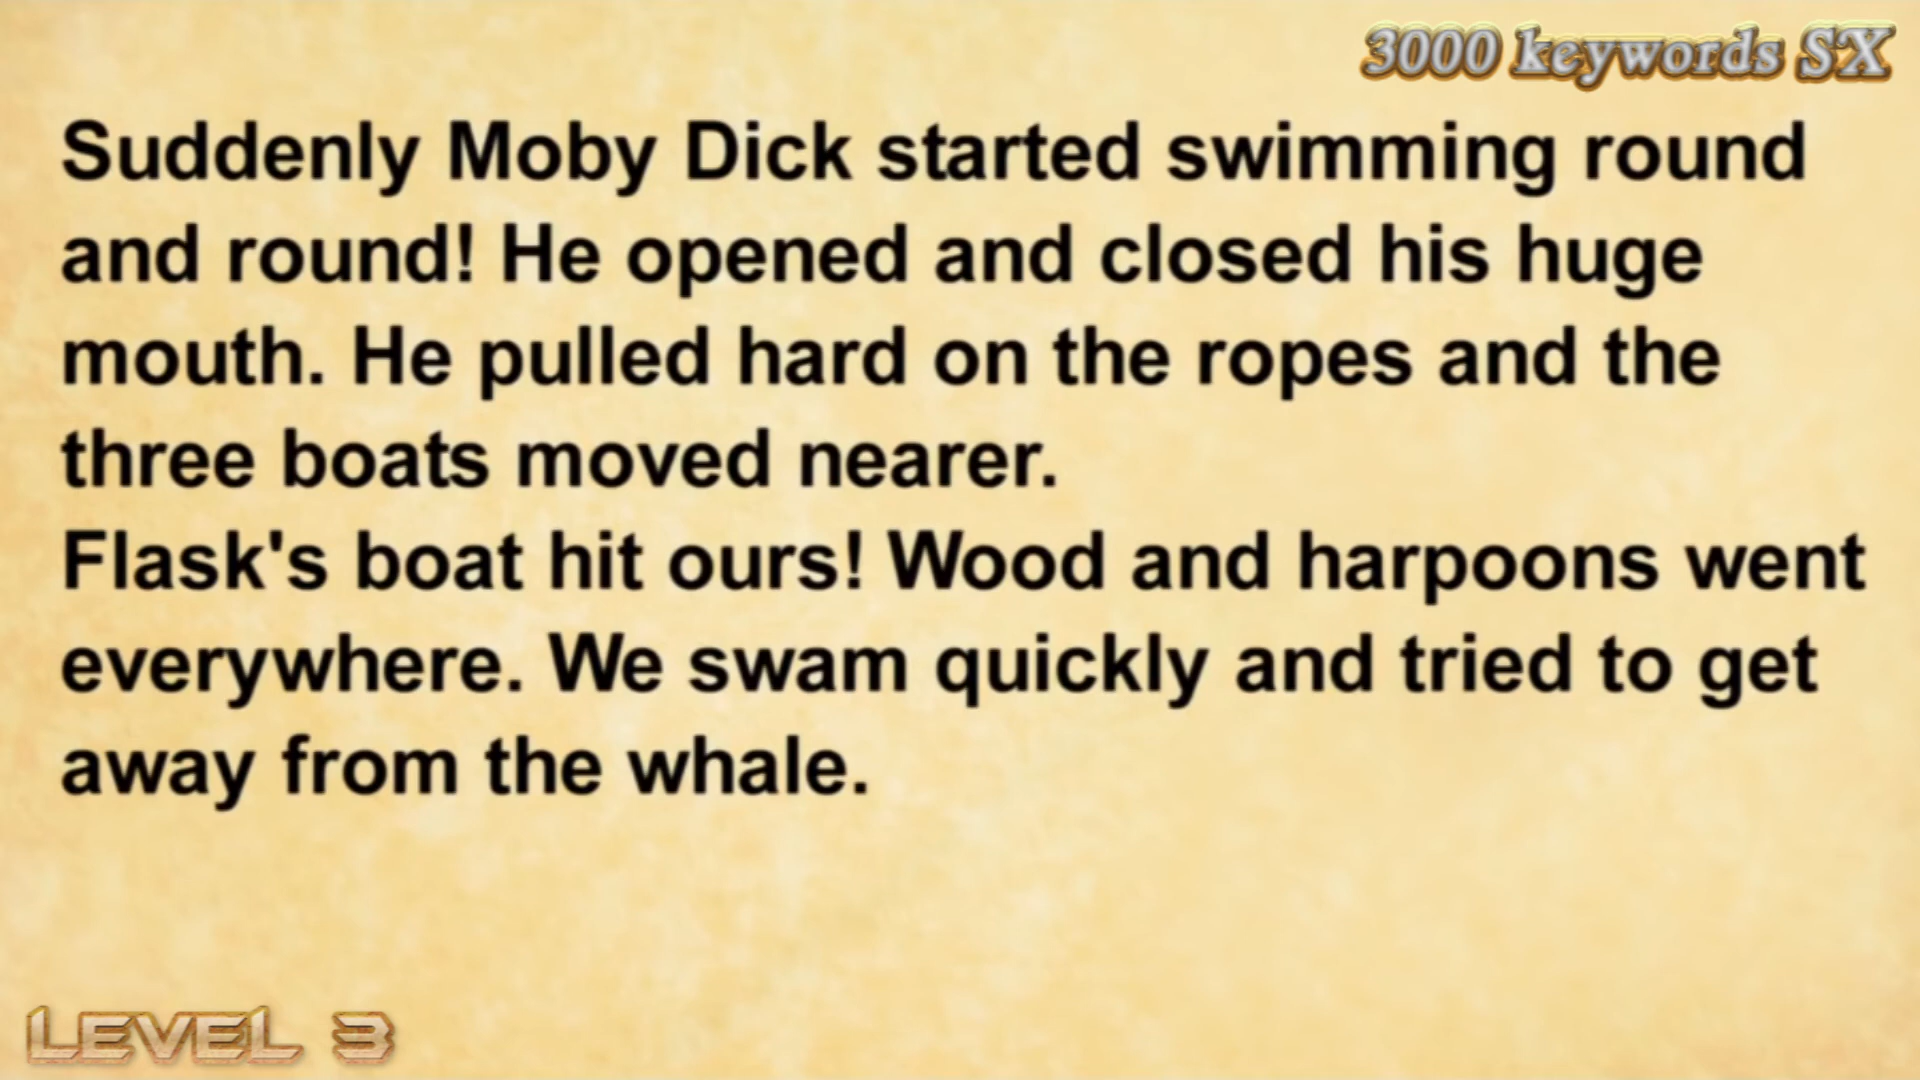 3000 keywords SX
Suddenly Moby Dick started swimming round
and round! He opened and closed his huge
mouth. He pulled hard on the ropes and the
three boats moved nearer.
Flask's boat hit ours! Wood and harpoons went
everywhere. We swam quickly and tried to get
away from the whale.
LEVEL 3